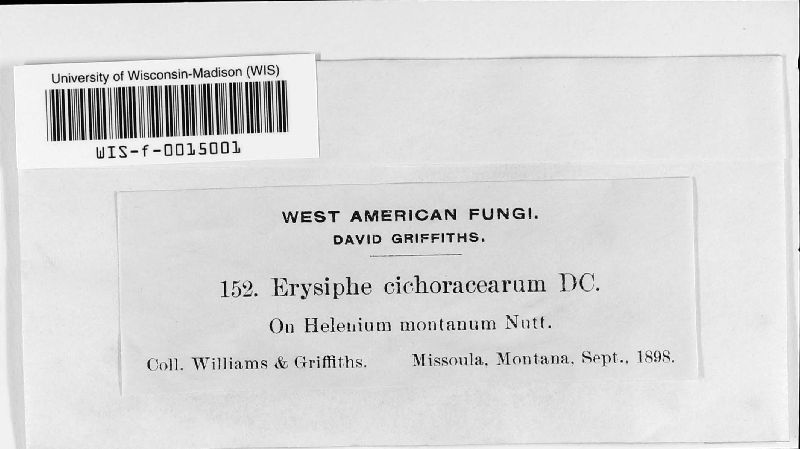 University of Wisconsin-Madison (WIS)
WIS-f-0015001
WEST AMERICAN FUNGI.
DAVID GRIFFITHS.
152. Erysiphe cichoracearum DC.
On Helenium montanum Nutt.
Coll. Williams & Griffiths. Missoula, Montana, Sept., 1898.